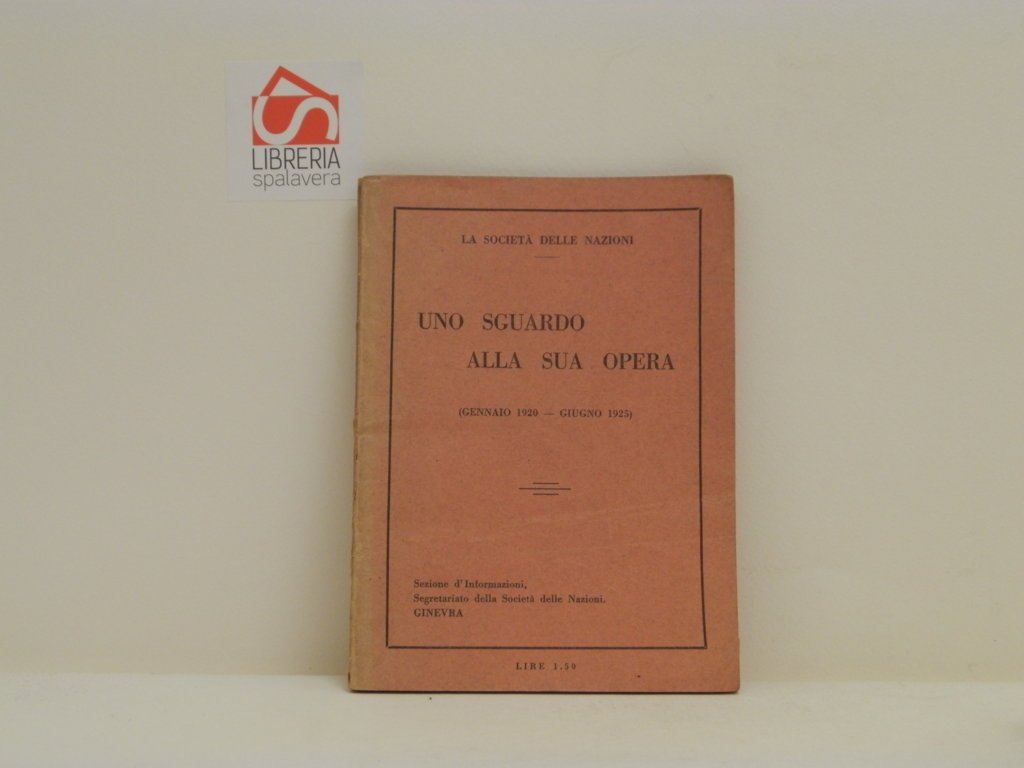 LIBRERIA
spalavera
LA SOCIETÀ DELLE NAZIONI
UNO SGUARDO
ALLA SUA OPERA
(GENNAIO 1920 — GIUGNO 1925)
Sezione d'Informazioni,
Segretariato della Società delle Nazioni.
GINEVRA
LIRE 1.50